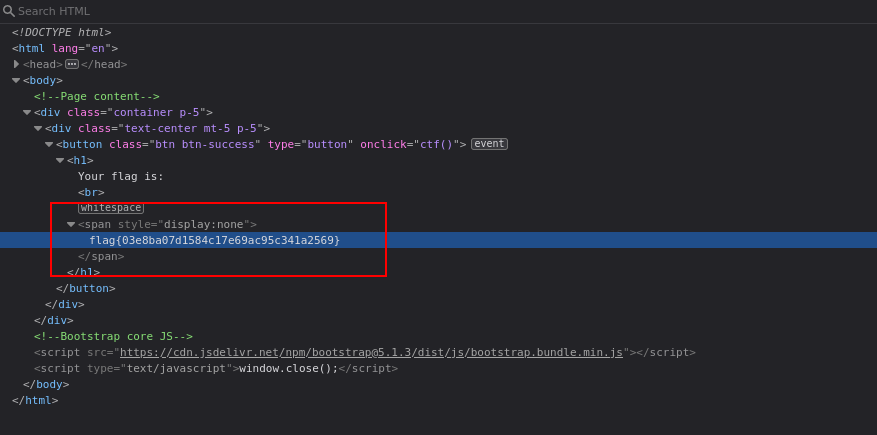 Search HTML
<!DOCTYPE html>
<html lang="en">
<head> ••• </head>
<body>
<!--Page content-->
<div class="container p-5">
<div class="text-center mt-5 p-5">
<button class="btn btn-success" type="button" onclick="ctf()"> event
<h1>
Your flag is:
<br>
whitespace
<span style="display:none">
flag{03e8ba07d1584c17e69ac95c341a2569}
</span>
</h1>
</button>
</div>
</div>
<!--Bootstrap core JS-->
<script src="https://cdn.jsdelivr.net/npm/bootstrap@5.1.3/dist/js/bootstrap.bundle.min.js"></script>
<script type="text/javascript">window.close();</script>
</body>
</html>